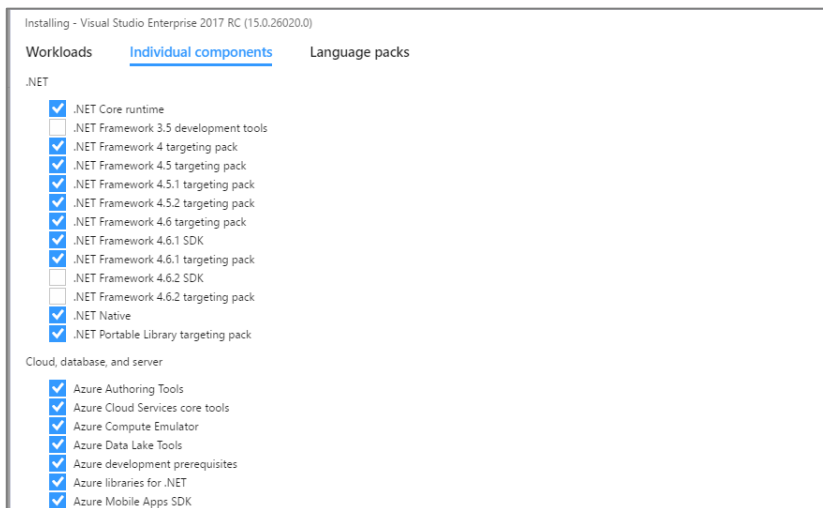 Installing - Visual Studio Enterprise 2017 RC (15.0.26020.0)
Workloads Individual components Language packs
.NET
.NET Core runtime
.NET Framework 3.5 development tools
.NET Framework 4 targeting pack
.NET Framework 4.5 targeting pack
.NET Framework 4.5.1 targeting pack
.NET Framework 4.5.2 targeting pack
.NET Framework 4.6 targeting pack
.NET Framework 4.6.1 SDK
.NET Framework 4.6.1 targeting pack
.NET Framework 4.6.2 SDK
.NET Framework 4.6.2 targeting pack
.NET Native
.NET Portable Library targeting pack
Cloud, database, and server
Azure Authoring Tools
Azure Cloud Services core tools
Azure Compute Emulator
Azure Data Lake Tools
Azure development prerequisites
Azure libraries for .NET
Azure Mobile Apps SDK